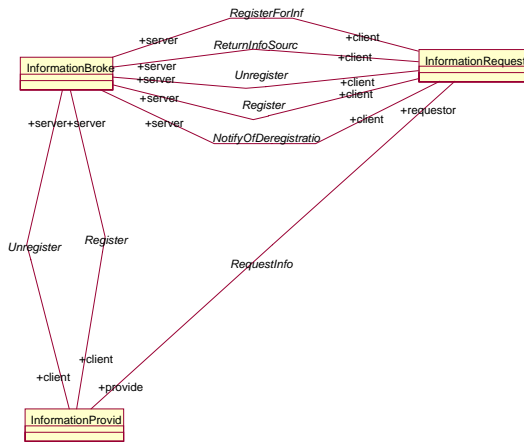 RegisterForInf
+server
+client
ReturnInfoSourc
+client
InformationBroke
InformationRequest
+server
+server
Unregister
+client
+server
Register
+client
+server
+client
+requestor
NotifyOfDeregistratio
+server
+server
Unregister
Register
RequestInfo
+client
+client
+provide
InformationProvid